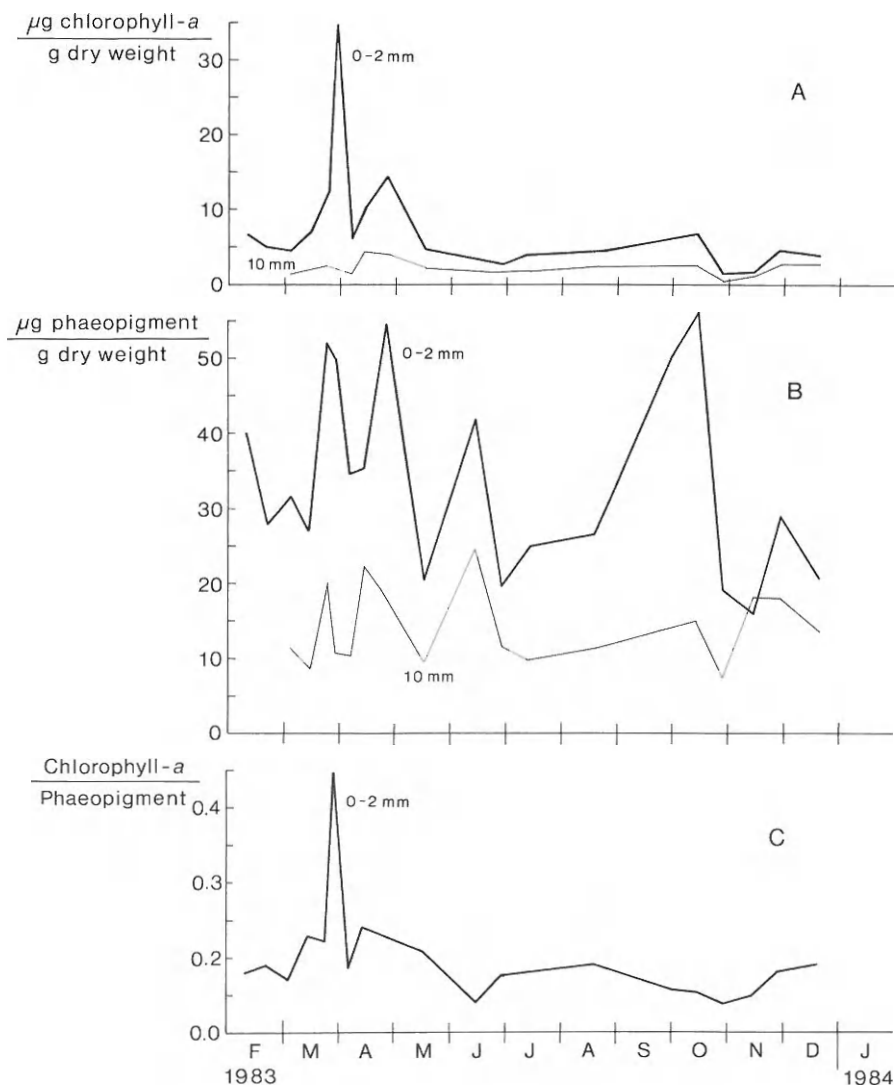 µg chlorophyll-a
g dry weight
30
20
10
0
0-2 mm
10 mm
A
µg phaeopigment
g dry weight
50
40
30
20
10
0
0-2 mm
10 mm
B
Chlorophyll-a
Phaeopigment
0.4
0.3
0.2
0.0
0-2 mm
C
F M A M J J A S O N D J
1983 1984